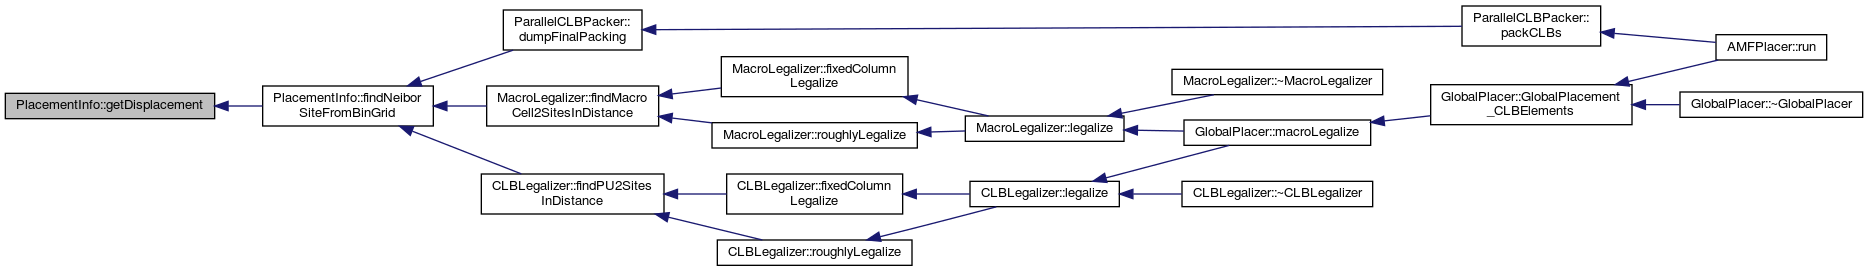 PlacementInfo::getDisplacement
PlacementInfo::findNeibor
SiteFromBinGrid
ParallelCLBPacker::
dumpFinalPacking
MacroLegalizer::findMacro
Cell2SitesInDistance
CLBLegalizer::findPU2Sites
InDistance
MacroLegalizer::fixedColumn
Legalize
MacroLegalizer::roughlyLegalize
CLBLegalizer::fixedColumn
Legalize
CLBLegalizer::roughlyLegalize
MacroLegalizer::legalize
CLBLegalizer::legalize
MacroLegalizer::~MacroLegalizer
GlobalPlacer::macroLegalize
CLBLegalizer::~CLBLegalizer
ParallelCLBPacker::
packCLBs
GlobalPlacer::GlobalPlacement
_CLBElements
AMFPlacer::run
GlobalPlacer::~GlobalPlacer